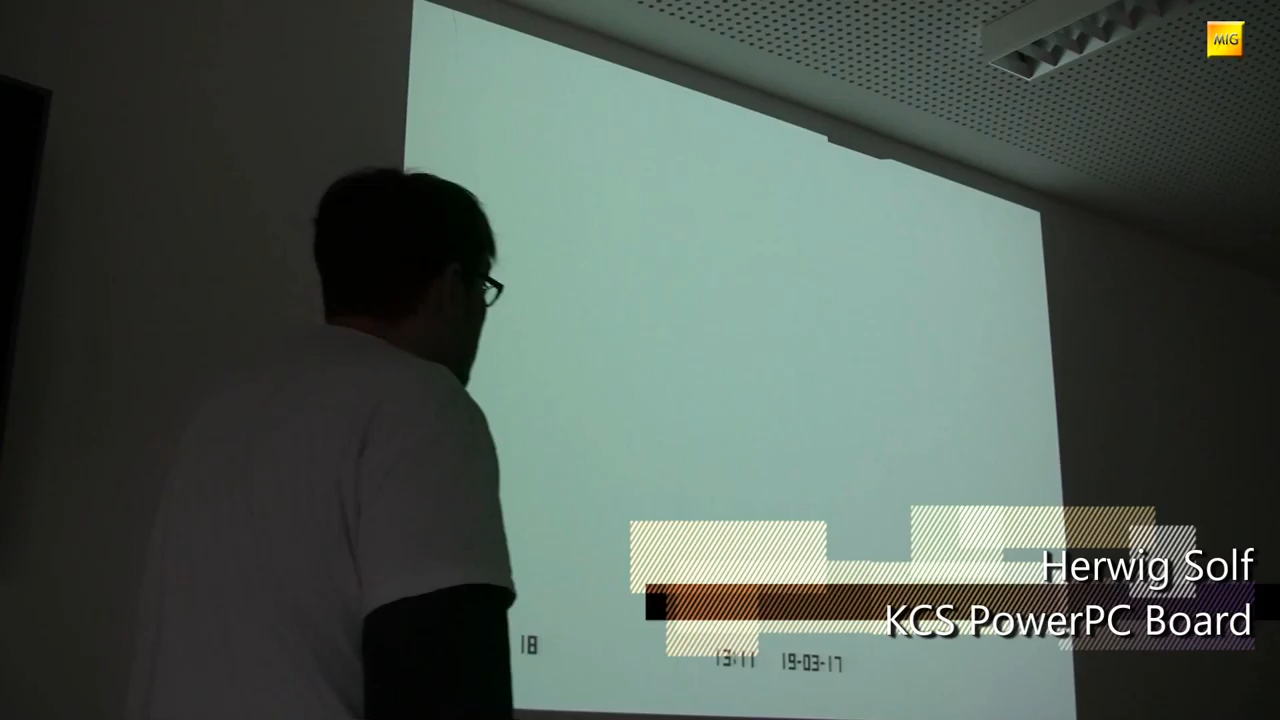 MIG
Herwig Solf
KCS PowerPC Board
18
13:11 19-03-17